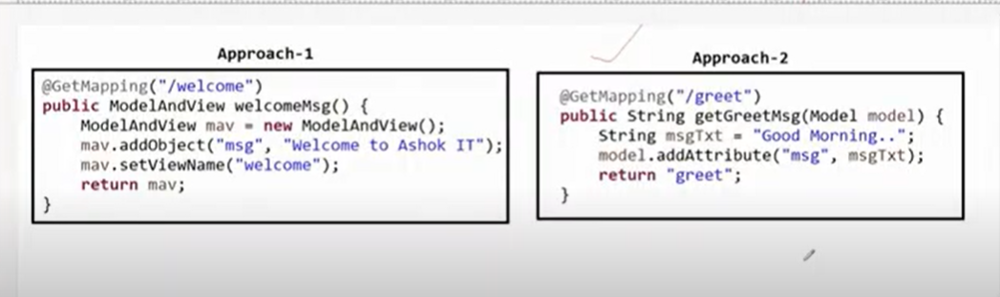 Approach-1
@GetMapping("/welcome")
public ModelAndView welcomeMsg() {
ModelAndView mav = new ModelAndView();
mav.addObject("msg", "Welcome to Ashok IT");
mav.setViewName("welcome");
return mav;
}
Approach-2
@GetMapping("/greet")
public String getGreetMsg(Model model) {
String msgTxt = "Good Morning..";
model.addAttribute("msg", msgTxt);
return "greet";
}